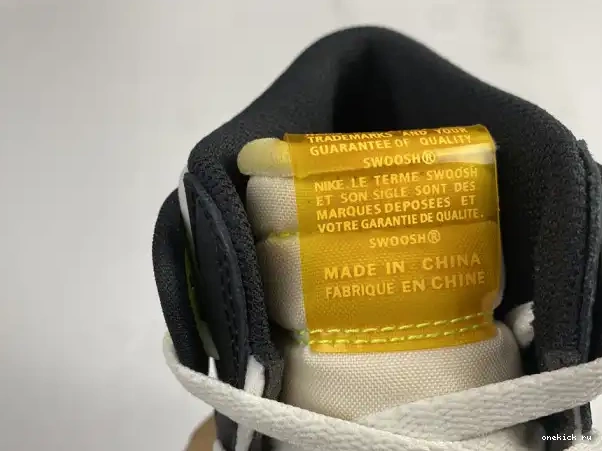 TRADEMARKS AND YOUR
GUARANTEE OF QUALITY
SWOOSH®
NIKE. LE TERME SWOOSH
ET SON SIGLE SONT DES
MARQUES DEPOSEES ET
VOTRE GARANTIE DE QUALITE.
SWOOSH®
MADE IN CHINA
FABRIQUE EN CHINE
onekick.ru